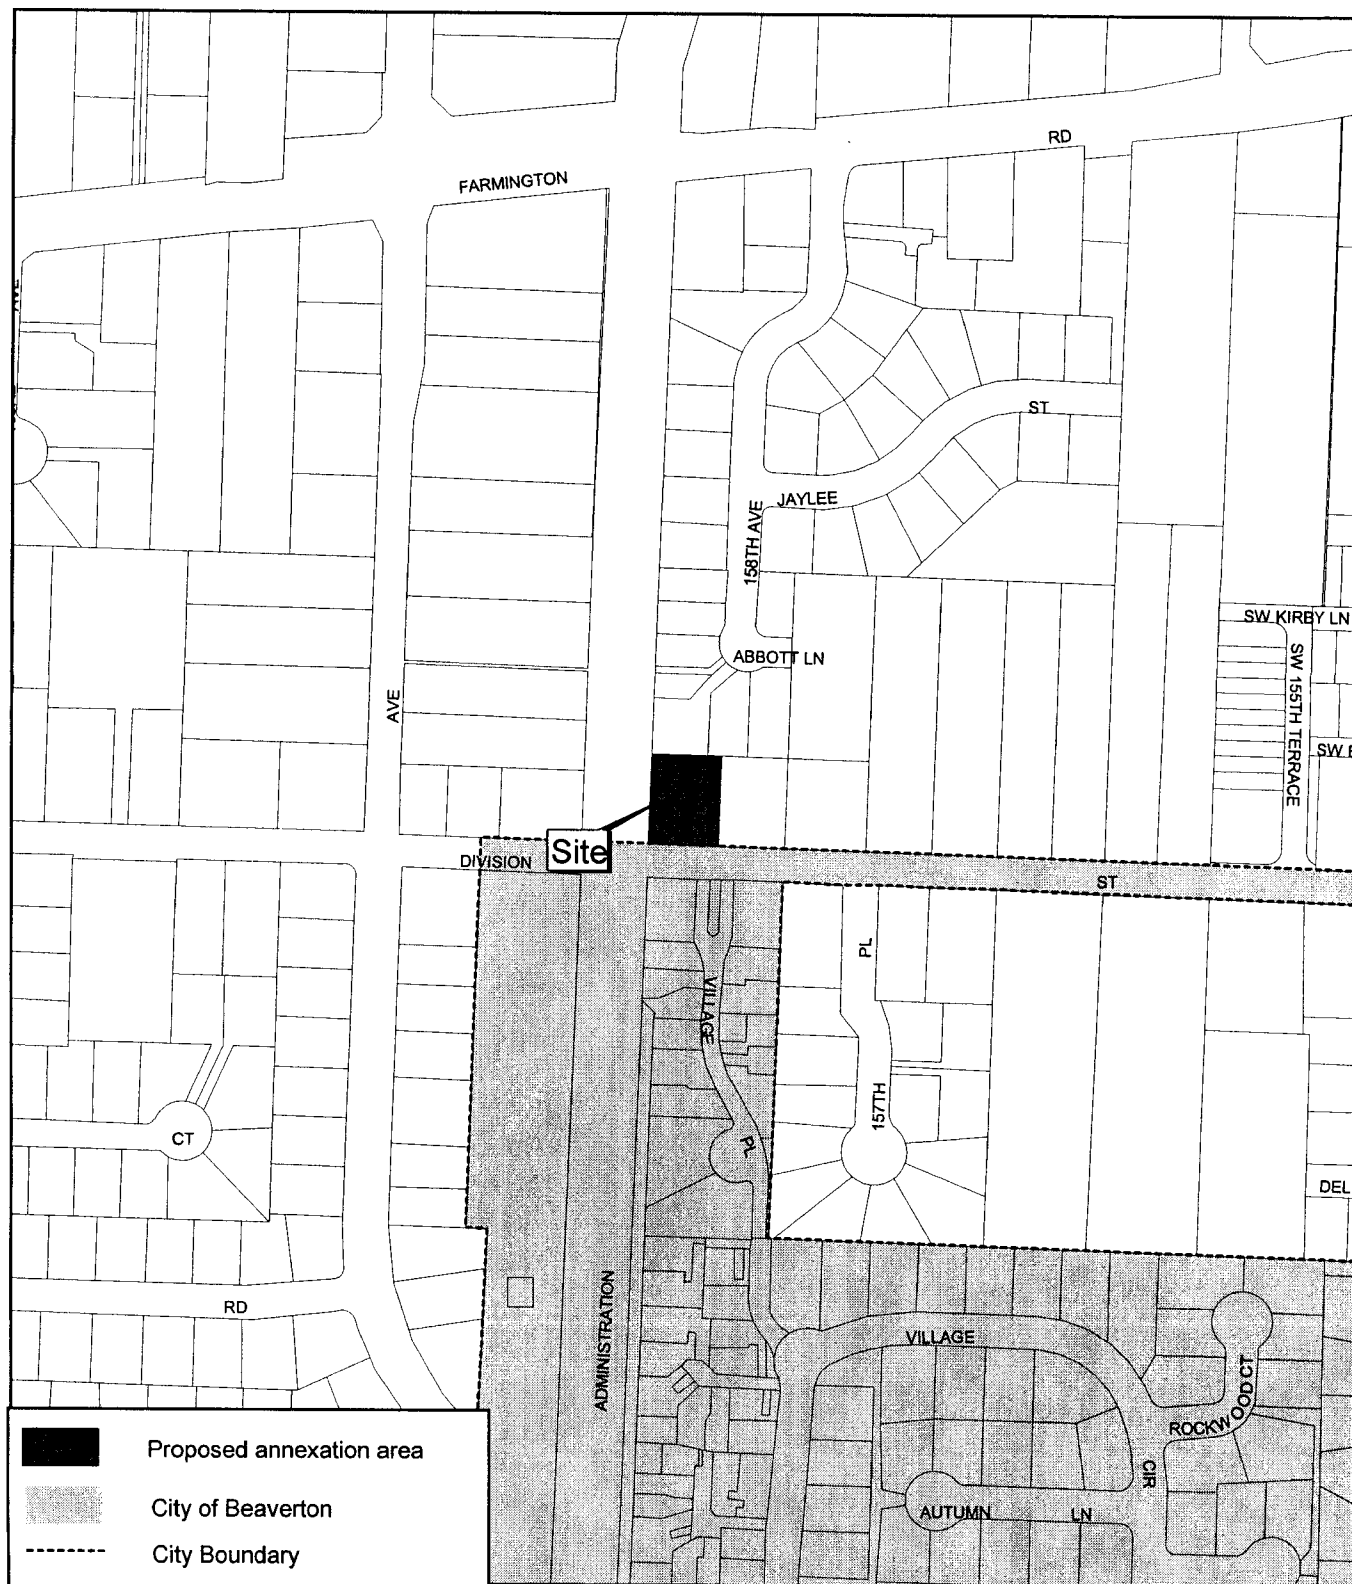 RD
FARMINGTON
AVE
ST
JAYLEE
158TH AVE
SW KIRBY LN
ABBOTT LN
SW 155TH TERRACE
AVE
SW
Site
DIVISION
ST
PL
VILLAGE
157TH
PL
CT
DEL
RD
ADMINISTRATION
VILLAGE
ROCKWOOD CT
CIR
AUTUMN LN
Proposed annexation area
City of Beaverton
City Boundary